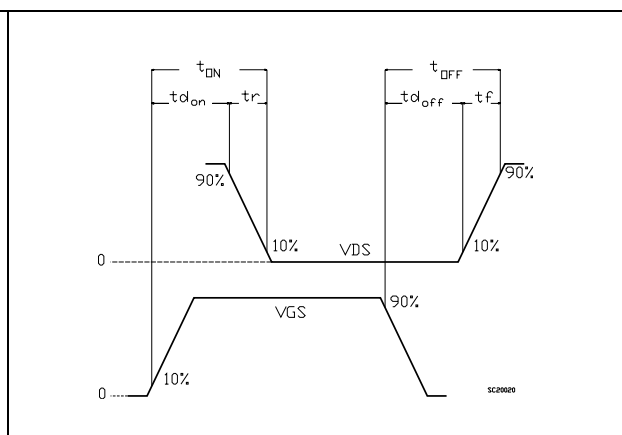 tON tOFF
tdon tr tdoff tf
90% 90%
10% 10%
0 VDS
90%
VGS
10%
0
SC20020